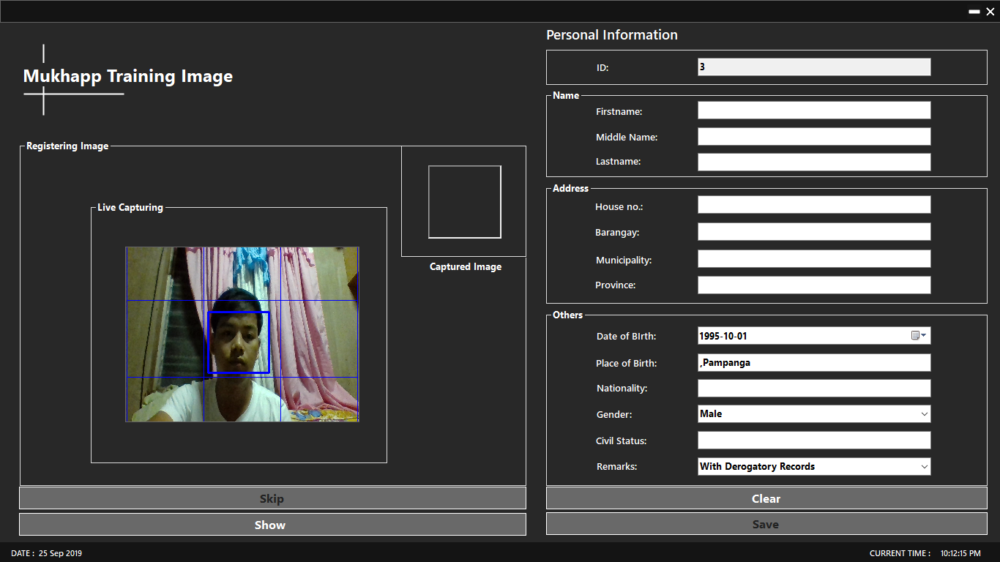 Mukhapp Training Image
Registering Image
Live Capturing
Captured Image
Skip
Show
Personal Information
ID: 3
Name
Firstname:
Middle Name:
Lastname:
Address
House no.:
Barangay:
Municipality:
Province:
Others
Date of BIrth: 1995-10-01
Place of Birth: ,Pampanga
Nationality:
Gender: Male
Civil Status:
Remarks: With Derogatory Records
Clear
Save
DATE : 25 Sep 2019
CURRENT TIME : 10:12:15 PM